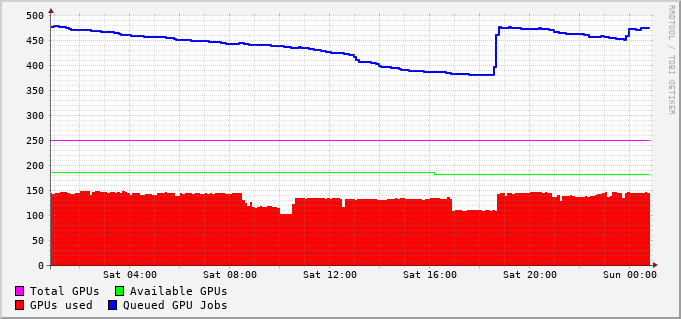 500
450
400
350
300
250
200
150
100
50
0
Sat 04:00 Sat 08:00 Sat 12:00 Sat 16:00 Sat 20:00 Sun 00:00
Total GPUs Available GPUs
GPUs used Queued GPU Jobs
RRDTOOL / TOBI OETIKER